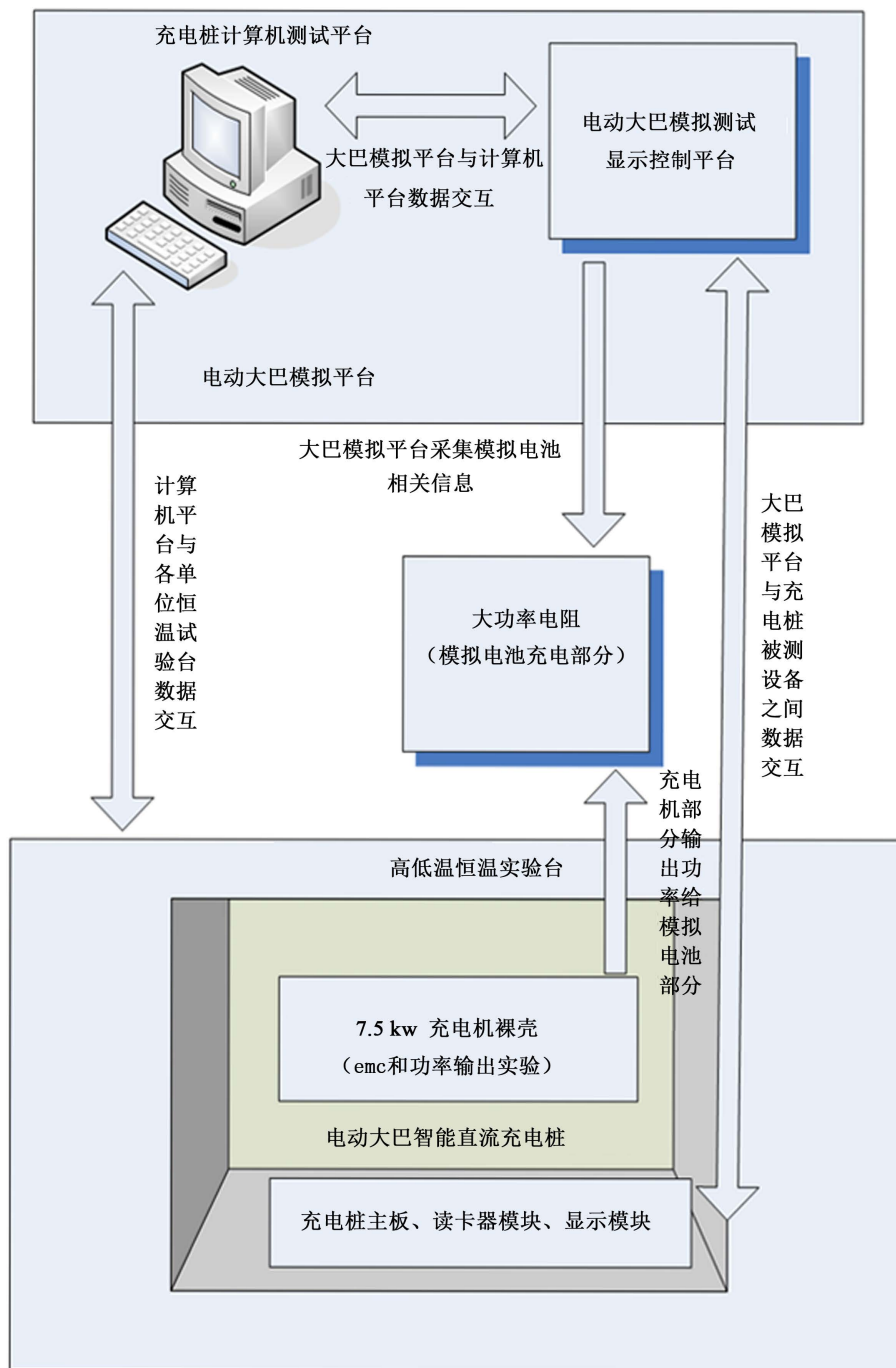 充电桩计算机测试平台
电动大巴模拟测试
显示控制平台
大巴模拟平台与计算机
平台数据交互
电动大巴模拟平台
大巴模拟平台采集模拟电池
相关信息
计算
机平
台与
各单
位恒
温试
验台
数据
交互
大巴
模拟
平台
与充
电桩
被测
设备
之间
数据
交互
大功率电阻
（模拟电池充电部分）
充电
机部
分输
出功
率给
模拟
电池
部分
高低温恒温实验台
7.5 kw 充电机裸壳
（emc和功率输出实验）
电动大巴智能直流充电桩
充电桩主板、读卡器模块、显示模块